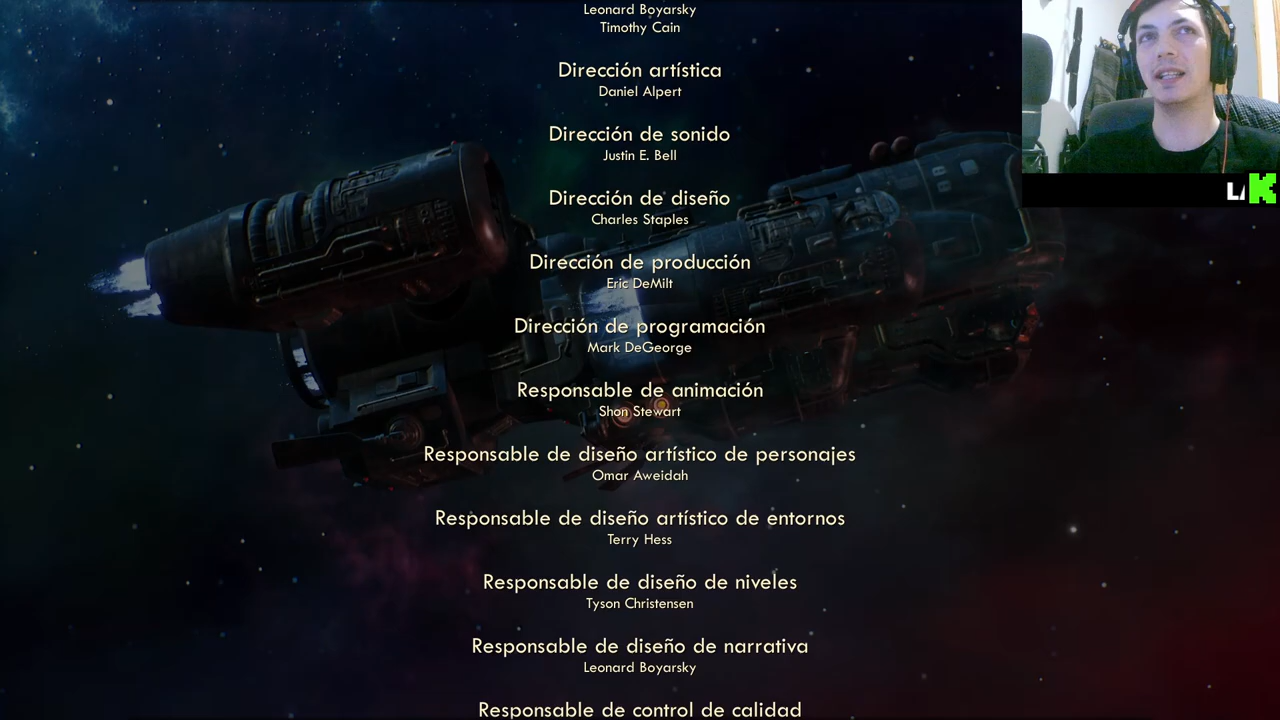 Leonard Boyarsky
Timothy Cain
Dirección artística
Daniel Alpert
Dirección de sonido
Justin E. Bell
Dirección de diseño
Charles Staples
Dirección de producción
Eric DeMilt
Dirección de programación
Mark DeGeorge
Responsable de animación
Shon Stewart
Responsable de diseño artístico de personajes
Omar Aweidah
Responsable de diseño artístico de entornos
Terry Hess
Responsable de diseño de niveles
Tyson Christensen
Responsable de diseño de narrativa
Leonard Boyarsky
Responsable de control de calidad